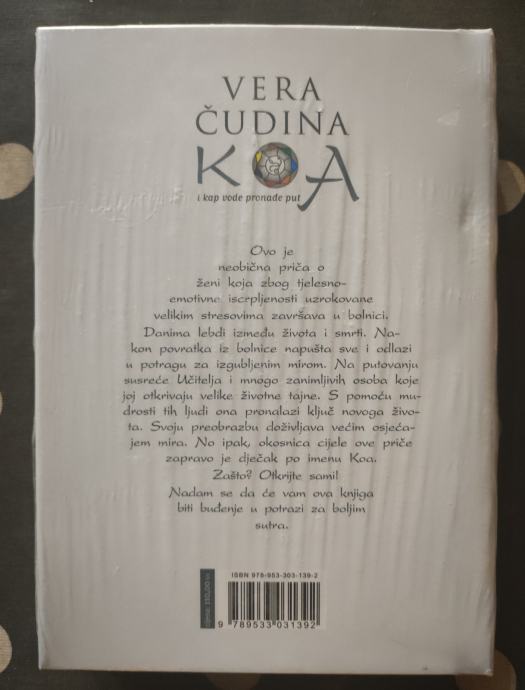 VERA
ČUDINA
KOA
i kap vode pronađe put
Ovo je
neobična priča o
ženi koja zbog tjelesno-
emotivne iscrpljenosti uzrokovane
velikim stresovima završava u bolnici.
Danima lebdi između života i smrti. Na-
kon povratka iz bolnice napušta sve i odlazi
u potragu za izgubljenim mirom. Na putovanju
susreće Učitelja i mnogo zanimljivih osoba koje
joj otkrivaju velike životne tajne. S pomoću mu-
drosti tih ljudi ona pronalazi ključ novoga živo-
ta. Svoju preobrazbu doživljava većim osjeća-
jem mira. No ipak, okosnica cijele ove priče
zapravo je dječak po imenu Koa.
Zašto? Otkrijte sami!
Nadam se da će vam ova knjiga
biti buđenje u potrazi za boljim
sutra.
ISBN 978-953-303-139-2
9 789533 031392